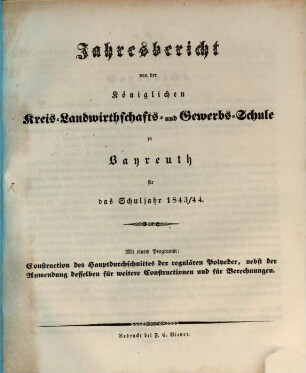 Jahresbericht
von der
Königlichen
Kreis-Landwirthschafts- und Gewerbs-Schule
zu
Bayreuth
für
das Schuljahr 1843/44.
Mit einem Programm:
Construction des Hauptdurchschnittes der regulären Polyeder, nebst der
Anwendung desselben für weitere Constructionen und für Berechnungen.
Gedruckt bei F. C. Birner.